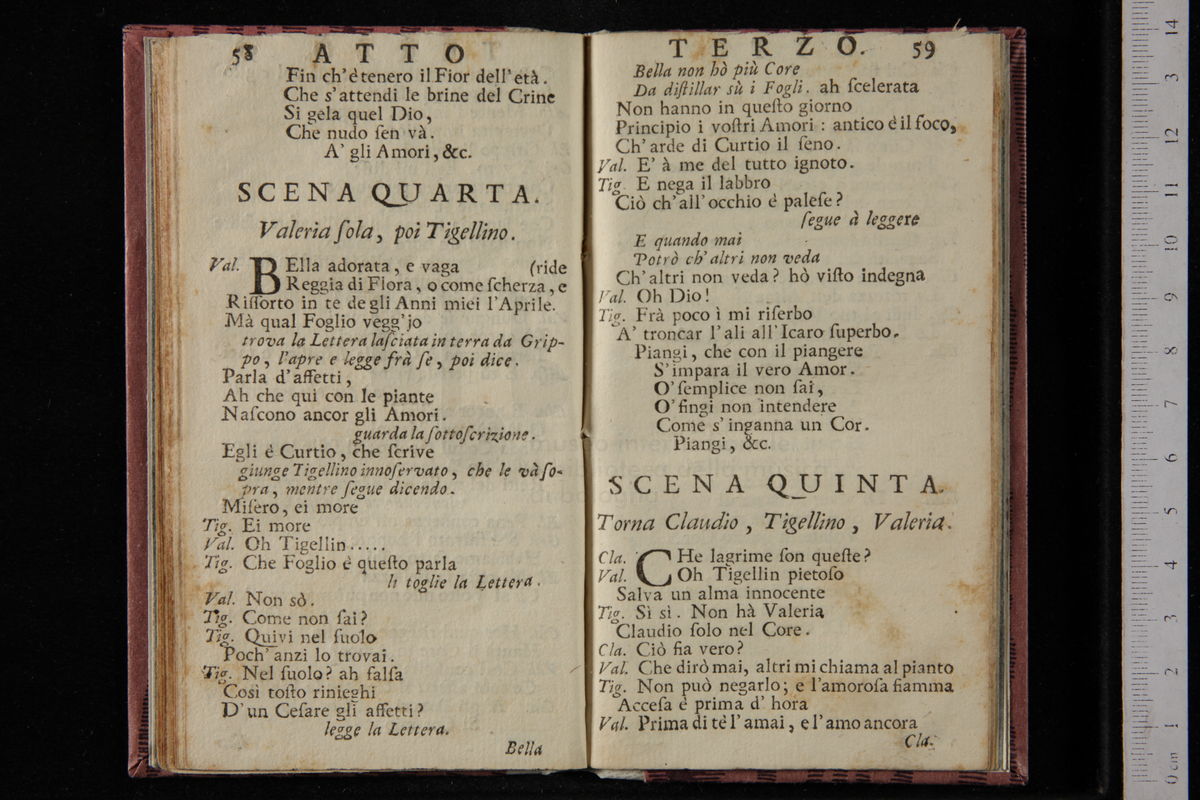 58 ATTO
Fin ch'è tenero il Fior dell'età.
Che s'attendi le brine del Crine
Si gela quel Dio,
Che nudo ſen và.
A' gli Amori, &c.
SCENA QUARTA.
Valeria ſola, poi Tigellino.
Val. BElla adorata, e vaga (ride
Reggia di Flora, o come ſcherza, e
Riſſorto in te degli Anni miei l'Aprile.
Mà qual Foglio vegg'jo
trova la Lettera laſciata in terra da Grip-
po, l'apre e legge frà ſe, poi dice.
Parla d'affetti,
Ah che qui con le piante
Naſcono ancor gli Amori.
guarda la ſottoſcrizione.
Egli è Curtio, che ſcrive
giunge Tigellino innoſervato, che le và ſo-
pra, mentre ſegue dicendo.
Miſero, ei more
Tig. Ei more
Val. Oh Tigellin.....
Tig. Che Foglio è queſto parla
li toglie la Lettera.
Val. Non sò.
Tig. Come non ſai?
Tig. Quivi nel ſuolo
Poch'anzi lo trovai.
Tig. Nel ſuolo? ah falſa
Così toſto rinieghi
D'un Ceſare gli affetti?
legge la Lettera.
Bella
TERZO. 59
Bella non hò più Core
Da diſtillar sù i Fogli. ah ſcelerata
Non hanno in queſto giorno
Principio i voſtri Amori : antico è il foco,
Ch'arde di Curtio il ſeno.
Val. E' à me del tutto ignoto.
Tig. E nega il labbro
Ciò ch'all'occhio è paleſe?
ſegue à leggere
E quando mai
Potrò ch'altri non veda
Ch'altri non veda? hò viſto indegna
Val. Oh Dio!
Tig. Frà poco ì mi riſerbo
A' troncar l'ali all'Icaro ſuperbo.
Piangi, che con il piangere
S'impara il vero Amor.
O' ſemplice non ſai,
O' fingi non intendere
Come s'inganna un Cor.
Piangi, &c.
SCENA QUINTA.
Torna Claudio, Tigellino, Valeria.
Cla. CHe lagrime ſon queſte?
Val. Oh Tigellin pietoſo
Salva un alma innocente
Tig. Sì sì. Non hà Valeria
Claudio ſolo nel Core.
Cla. Ciò fia vero?
Val. Che dirò mai, altri mi chiama al pianto
Tig. Non può negarlo; e l'amoroſa fiamma
Acceſa è prima d'hora
Val. Prima di tè l'amai, e l'amo ancora
Cla.
14
3
12
11
10
9
8
7
6
5
4
3
2
1
0 cm